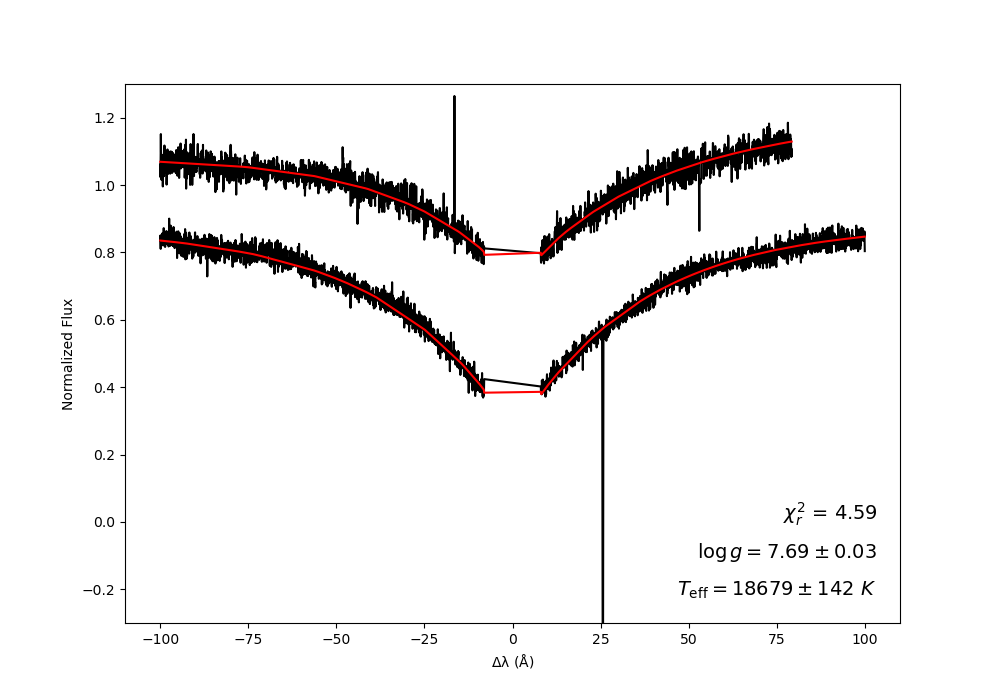 1.2
1.0
0.8
0.6
0.4
0.2
0.0
−0.2
Normalized Flux
χ²ᵣ = 4.59
log g = 7.69 ± 0.03
T_eff = 18679 ± 142 K
−100 −75 −50 −25 0 25 50 75 100
Δλ (Å)